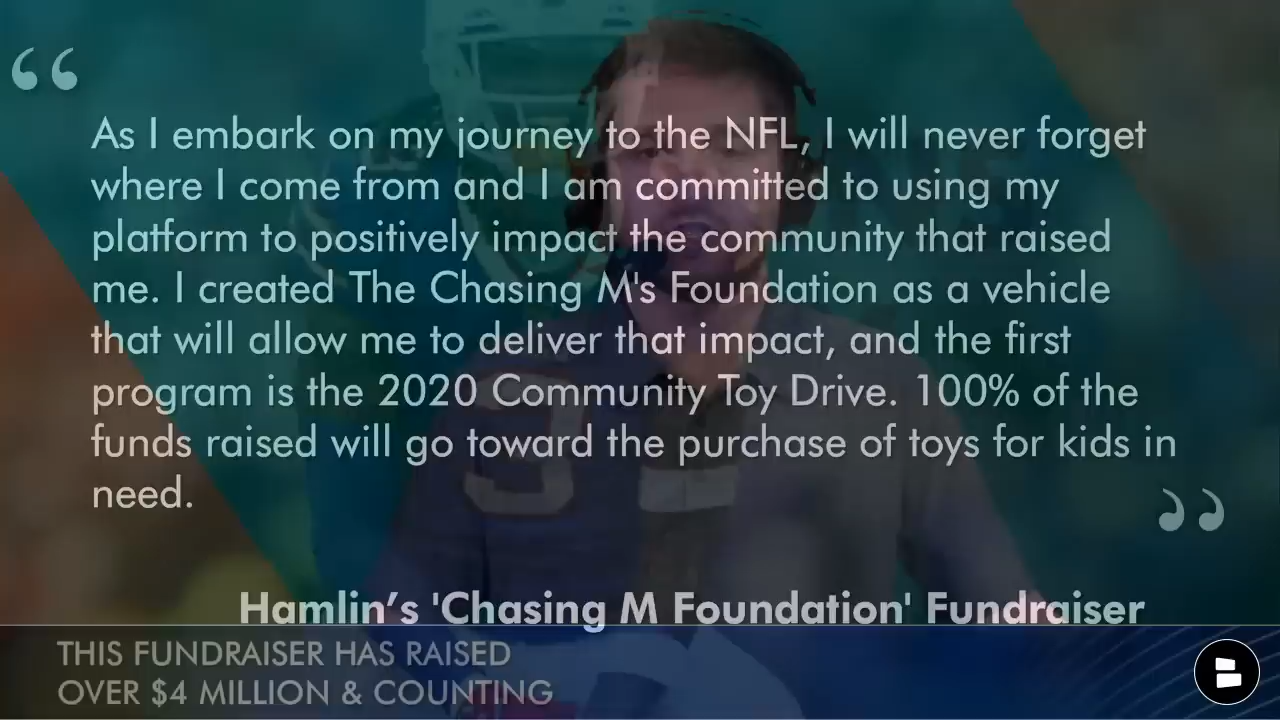 “
As I embark on my journey to the NFL, I will never forget
where I come from and I am committed to using my
platform to positively impact the community that raised
me. I created The Chasing M's Foundation as a vehicle
that will allow me to deliver that impact, and the first
program is the 2020 Community Toy Drive. 100% of the
funds raised will go toward the purchase of toys for kids in
need.
”
Hamlin’s 'Chasing M Foundation' Fundraiser
THIS FUNDRAISER HAS RAISED
OVER $4 MILLION & COUNTING